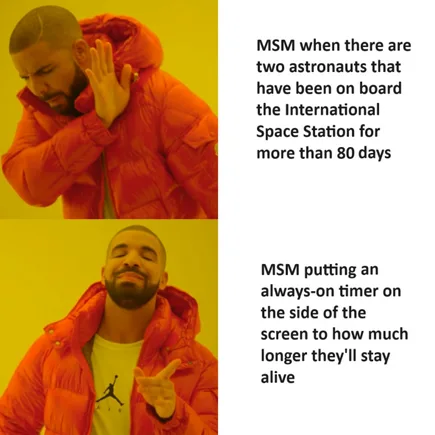 MSM when there are
two astronauts that
have been on board
the International
Space Station for
more than 80 days
MSM putting an
always-on timer on
the side of the
screen to how much
longer they'll stay
alive